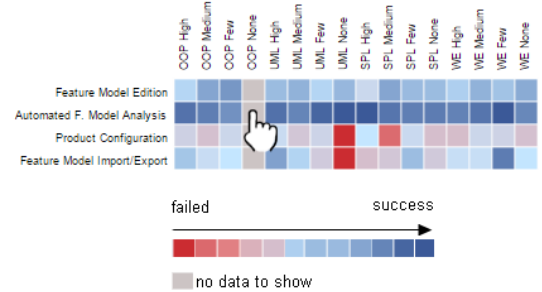 OOP High
OOP Medium
OOP Few
OOP None
UML High
UML Medium
UML Few
UML None
SPL High
SPL Medium
SPL Few
SPL None
WE High
WE Medium
WE Few
WE None
Feature Model Edition
Automated F. Model Analysis
Product Configuration
Feature Model Import/Export
failed success
no data to show